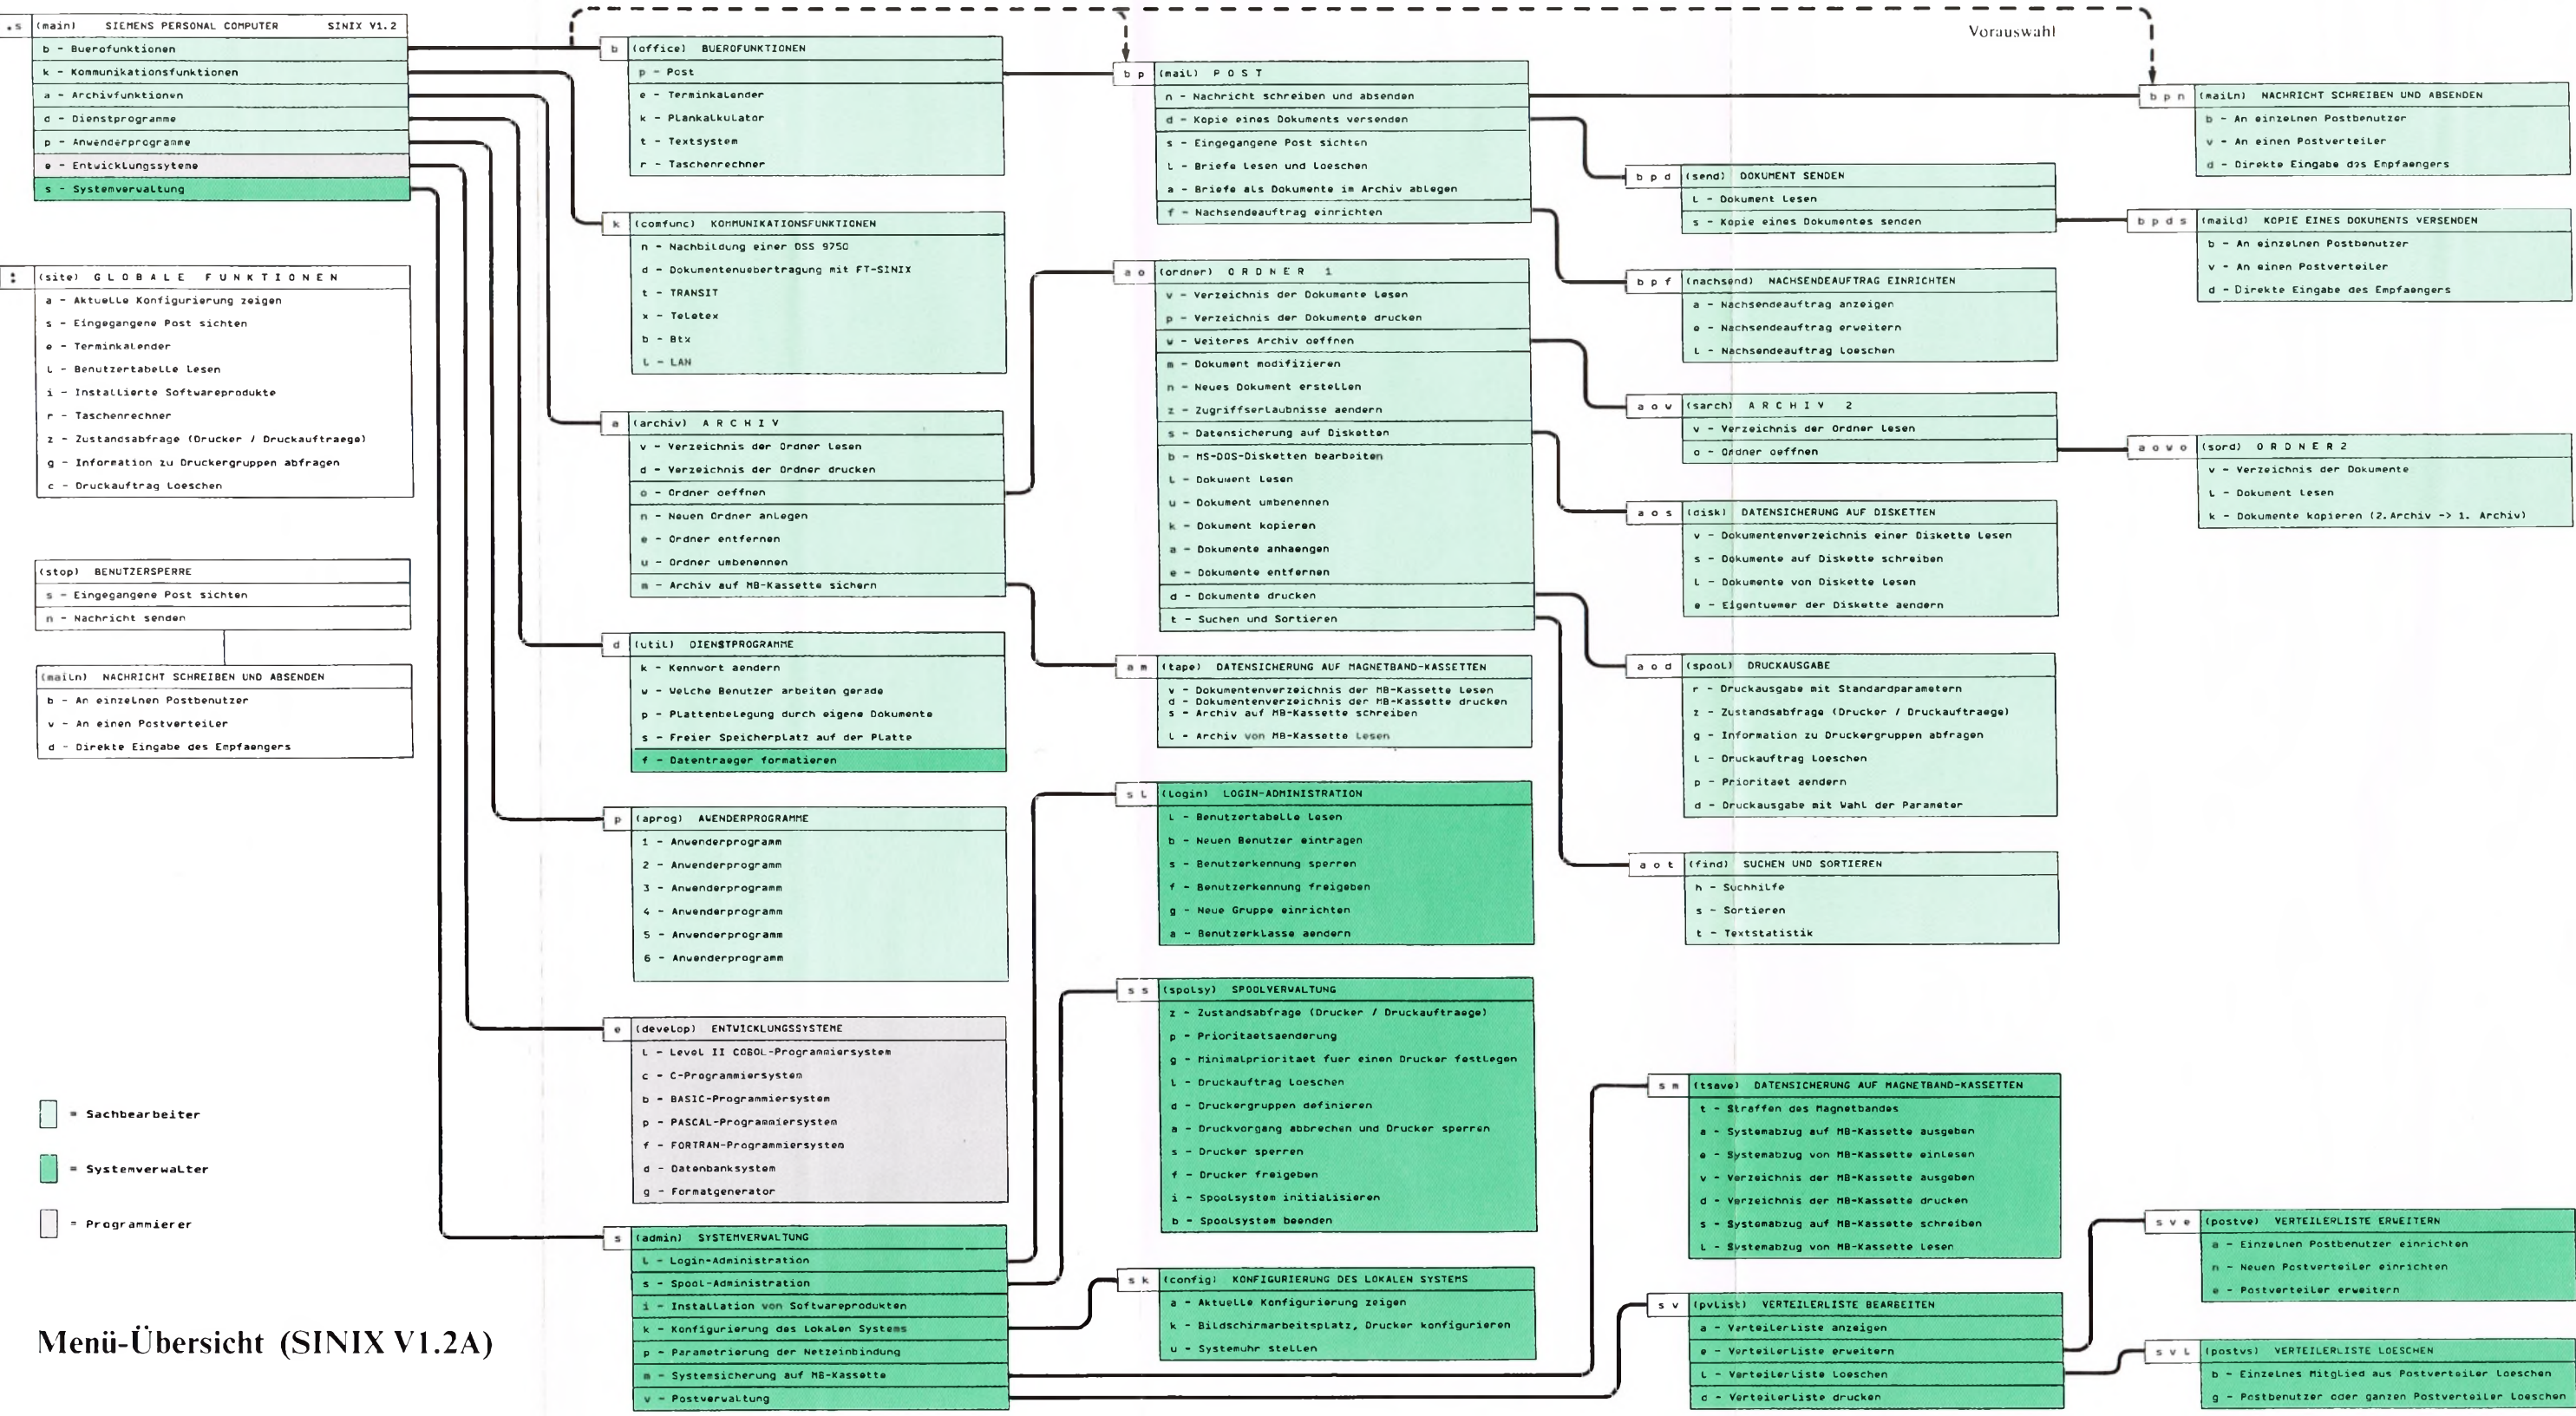 .s (main) SIEMENS PERSONAL COMPUTER SINIX V1.2
b - Buerofunktionen
k - Kommunikationsfunktionen
a - Archivfunktionen
d - Dienstprogramme
p - Anwenderprogramme
e - Entwicklungssyteme
s - Systemverwaltung
: (site) GLOBALE FUNKTIONEN
a - Aktuelle Konfigurierung zeigen
s - Eingegangene Post sichten
e - Terminkalender
l - Benutzertabelle lesen
i - Installierte Softwareprodukte
r - Taschenrechner
z - Zustandsabfrage (Drucker / Druckauftraege)
g - Information zu Druckergruppen abfragen
c - Druckauftrag loeschen
(stop) BENUTZERSPERRE
s - Eingegangene Post sichten
n - Nachricht senden
(mailn) NACHRICHT SCHREIBEN UND ABSENDEN
b - An einzelnen Postbenutzer
v - An einen Postverteiler
d - Direkte Eingabe des Empfaengers
= Sachbearbeiter
= Systemverwalter
= Programmierer
Menü-Übersicht (SINIX V1.2A)
b (office) BUEROFUNKTIONEN
p - Post
e - Terminkalender
k - Plankalkulator
t - Textsystem
r - Taschenrechner
k (comfunc) KOMMUNIKATIONSFUNKTIONEN
n - Nachbildung einer DSS 9750
d - Dokumentenuebertragung mit FT-SINIX
t - TRANSIT
x - Teletex
b - Btx
l - LAN
a (archiv) ARCHIV
v - Verzeichnis der Ordner lesen
d - Verzeichnis der Ordner drucken
o - Ordner oeffnen
n - Neuen Ordner anlegen
e - Ordner entfernen
u - Ordner umbenennen
m - Archiv auf MB-Kassette sichern
d (util) DIENSTPROGRAMME
k - Kennwort aendern
w - Welche Benutzer arbeiten gerade
p - Plattenbelegung durch eigene Dokumente
s - Freier Speicherplatz auf der Platte
f - Datentraeger formatieren
p (aprog) AWENDERPROGRAMME
1 - Anwenderprogramm
2 - Anwenderprogramm
3 - Anwenderprogramm
4 - Anwenderprogramm
5 - Anwenderprogramm
6 - Anwenderprogramm
e (develop) ENTWICKLUNGSSYSTEME
l - Level II COBOL-Programmiersystem
c - C-Programmiersystem
b - BASIC-Programmiersystem
p - PASCAL-Programmiersystem
f - FORTRAN-Programmiersystem
d - Datenbanksystem
g - Formatgenerator
s (admin) SYSTEMVERWALTUNG
l - Login-Administration
s - Spool-Administration
i - Installation von Softwareprodukten
k - Konfigurierung des lokalen Systems
p - Parametrierung der Netzeinbindung
m - Systemsicherung auf MB-Kassette
v - Postverwaltung
b p (mail) POST
n - Nachricht schreiben und absenden
d - Kopie eines Dokuments versenden
s - Eingegangene Post sichten
l - Briefe lesen und loeschen
a - Briefe als Dokumente im Archiv ablegen
f - Nachsendeauftrag einrichten
a o (ordner) ORDNER 1
v - Verzeichnis der Dokumente lesen
p - Verzeichnis der Dokumente drucken
w - Weiteres Archiv oeffnen
m - Dokument modifizieren
n - Neues Dokument erstellen
z - Zugriffserlaubnisse aendern
s - Datensicherung auf Disketten
b - MS-DOS-Disketten bearbeiten
l - Dokument lesen
u - Dokument umbenennen
k - Dokument kopieren
a - Dokumente anhaengen
e - Dokumente entfernen
d - Dokumente drucken
t - Suchen und Sortieren
a m (tape) DATENSICHERUNG AUF MAGNETBAND-KASSETTEN
v - Dokumentenverzeichnis der MB-Kassette lesen
d - Dokumentenverzeichnis der MB-Kassette drucken
s - Archiv auf MB-Kassette schreiben
l - Archiv von MB-Kassette lesen
s l (login) LOGIN-ADMINISTRATION
l - Benutzertabelle lesen
b - Neuen Benutzer eintragen
s - Benutzerkennung sperren
f - Benutzerkennung freigeben
g - Neue Gruppe einrichten
a - Benutzerklasse aendern
s s (spolsy) SPOOLVERWALTUNG
z - Zustandsabfrage (Drucker / Druckauftraege)
p - Prioritaetsaenderung
g - Minimalprioritaet fuer einen Drucker festlegen
l - Druckauftrag loeschen
d - Druckergruppen definieren
a - Druckvorgang abbrechen und Drucker sperren
s - Drucker sperren
f - Drucker freigeben
i - Spoolsystem initialisieren
b - Spoolsystem beenden
s k (config) KONFIGURIERUNG DES LOKALEN SYSTEMS
a - Aktuelle Konfigurierung zeigen
k - Bildschirmarbeitsplatz, Drucker konfigurieren
u - Systemuhr stellen
b p d (send) DOKUMENT SENDEN
l - Dokument lesen
s - Kopie eines Dokumentes senden
b p f (nachsend) NACHSENDEAUFTRAG EINRICHTEN
a - Nachsendeauftrag anzeigen
e - Nachsendeauftrag erweitern
l - Nachsendeauftrag loeschen
a o w (sarch) ARCHIV 2
v - Verzeichnis der Ordner lesen
o - Ordner oeffnen
a o s (disk) DATENSICHERUNG AUF DISKETTEN
v - Dokumentenverzeichnis einer Diskette lesen
s - Dokumente auf Diskette schreiben
l - Dokumente von Diskette lesen
e - Eigentuemer der Diskette aendern
a o d (spool) DRUCKAUSGABE
r - Druckausgabe mit Standardparametern
z - Zustandsabfrage (Drucker / Druckauftraege)
g - Information zu Druckergruppen abfragen
l - Druckauftrag loeschen
p - Prioritaet aendern
d - Druckausgabe mit Wahl der Parameter
a o t (find) SUCHEN UND SORTIEREN
h - Suchhilfe
s - Sortieren
t - Textstatistik
s m (tsave) DATENSICHERUNG AUF MAGNETBAND-KASSETTEN
t - Straffen des Magnetbandes
a - Systemabzug auf MB-Kassette ausgeben
e - Systemabzug von MB-Kassette einlesen
v - Verzeichnis der MB-Kassette ausgeben
d - Verzeichnis der MB-Kassette drucken
s - Systemabzug auf MB-Kassette schreiben
l - Systemabzug von MB-Kassette lesen
s v (pvlist) VERTEILERLISTE BEARBEITEN
a - Verteilerliste anzeigen
e - Verteilerliste erweitern
l - Verteilerliste loeschen
d - Verteilerliste drucken
Vorauswahl
b p n (mailn) NACHRICHT SCHREIBEN UND ABSENDEN
b - An einzelnen Postbenutzer
v - An einen Postverteiler
d - Direkte Eingabe des Empfaengers
b p d s (maild) KOPIE EINES DOKUMENTS VERSENDEN
b - An einzelnen Postbenutzer
v - An einen Postverteiler
d - Direkte Eingabe des Empfaengers
a o w o (sord) ORDNER2
v - Verzeichnis der Dokumente
l - Dokument lesen
k - Dokumente kopieren (2.Archiv -> 1. Archiv)
s v e (postve) VERTEILERLISTE ERWEITERN
a - Einzelnen Postbenutzer einrichten
n - Neuen Postverteiler einrichten
e - Postverteiler erweitern
s v l (postvs) VERTEILERLISTE LOESCHEN
b - Einzelnes Mitglied aus Postverteiler loeschen
g - Postbenutzer oder ganzen Postverteiler loeschen